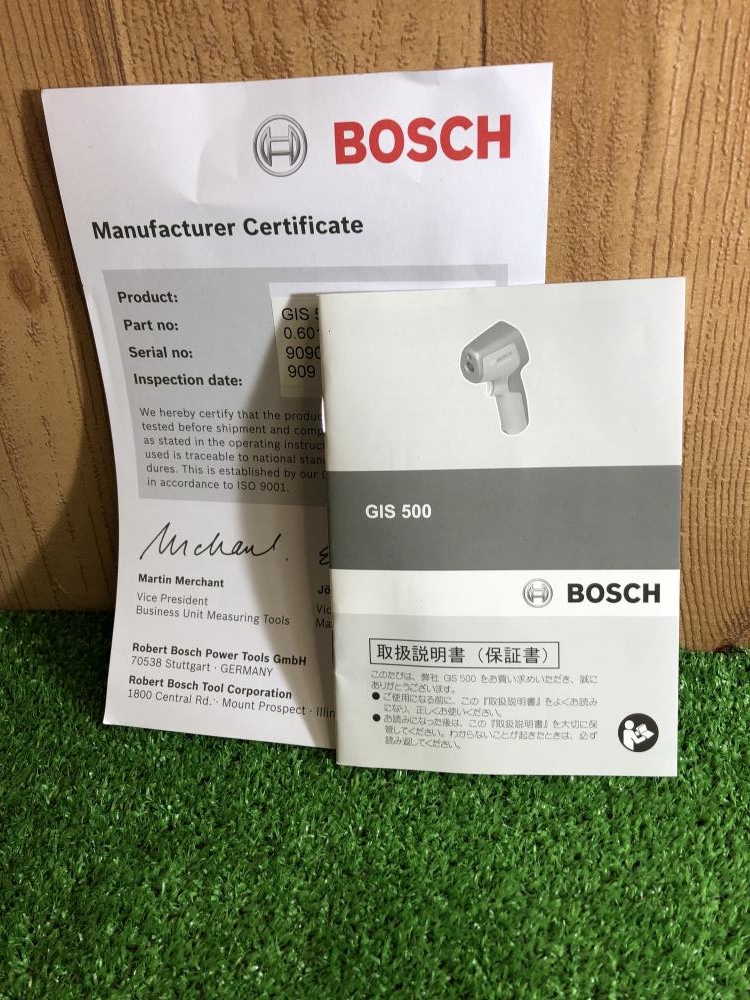 BOSCH
Manufacturer Certificate
Product:
GIS
Part no:
0.60
Serial no:
9090
Inspection date:
909
We hereby certify that the
tested before shipment and
as stated in the operating
used is traceable to national
dures. This is established by our
in accordance to ISO 9001.
Martin Merchant
Vice President
Business Unit Measuring Tools
Robert Bosch Power Tools GmbH
70538 Stuttgart · GERMANY
Robert Bosch Tool Corporation
1800 Central Rd. · Mount Prospect ·
BOSCH
GIS 500
BOSCH
取扱説明書（保証書）
このたびは、弊社 GIS 500 をお買い求めいただき、誠に
ありがとうございます。
● ご使用になる前に、この『取扱説明書』をよくお読み
になり、正しくお使いください。
● お読みになった後は、この『取扱説明書』を大切に保
管してください。わからないことが起きたときは、必ず
読み返してください。